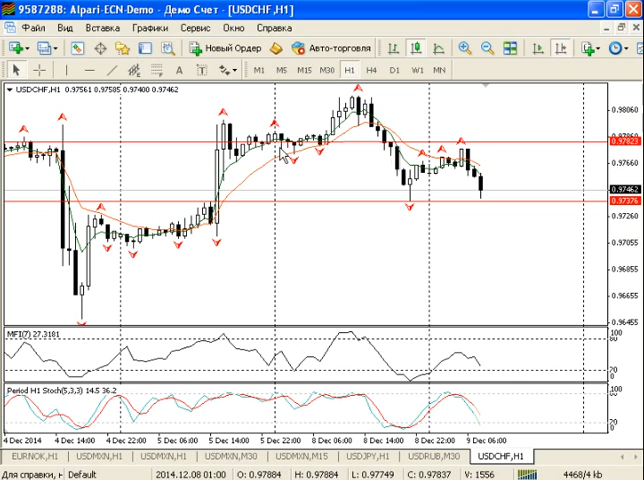 9587288: Alpari-ECN-Demo - Демо Счет - [USDCHF,H1]
Файл Вид Вставка Графики Сервис Окно Справка
Новый Ордер Авто-торговля
A T M1 M5 M15 M30 H1 H4 D1 W1 MN
USDCHF,H1 0.97561 0.97585 0.97400 0.97462
0.98060
0.97823
0.97660
0.97462
0.97376
0.97260
0.97055
0.96855
0.96655
0.96455
MFI(7) 27.3181
100
80
20
0
Period H1 Stoch(5,3,3) 14.5 36.2
100
80
20
0
4 Dec 2014 4 Dec 14:00 4 Dec 22:00 5 Dec 06:00 5 Dec 14:00 5 Dec 22:00 8 Dec 06:00 8 Dec 14:00 8 Dec 22:00 9 Dec 06:00
EURNOK,H1 USDMXN,H1 USDMXN,H1 USDMXN,M30 USDMXN,M15 USDJPY,H1 USDRUB,M30 USDCHF,H1
Для справки, н Default 2014.12.08 01:00 O: 0.97884 H: 0.97884 L: 0.97749 C: 0.97837 V: 1556 4468/4 kb